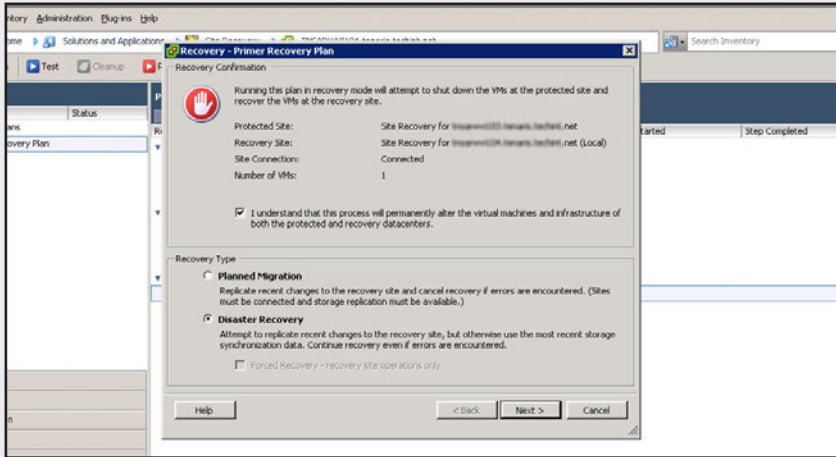 ntory Administration Plug-ins Help
ome Solutions and Applications Site Recovery
Search Inventory
Test Cleanup
Recovery - Primer Recovery Plan
Recovery Confirmation
Running this plan in recovery mode will attempt to shut down the VMs at the protected site and
recover the VMs at the recovery site.
Protected Site: Site Recovery for .net
Recovery Site: Site Recovery for .net (Local)
Site Connection: Connected
Number of VMs: 1
I understand that this process will permanently alter the virtual machines and infrastructure of
both the protected and recovery datacenters.
Recovery Type
Planned Migration
Replicate recent changes to the recovery site and cancel recovery if errors are encountered. (Sites
must be connected and storage replication must be available.)
Disaster Recovery
Attempt to replicate recent changes to the recovery site, but otherwise use the most recent storage
synchronization data. Continue recovery even if errors are encountered.
Forced Recovery - recovery site operations only
Help < Back Next > Cancel
Status
ans
overy Plan
tarted Step Completed
n